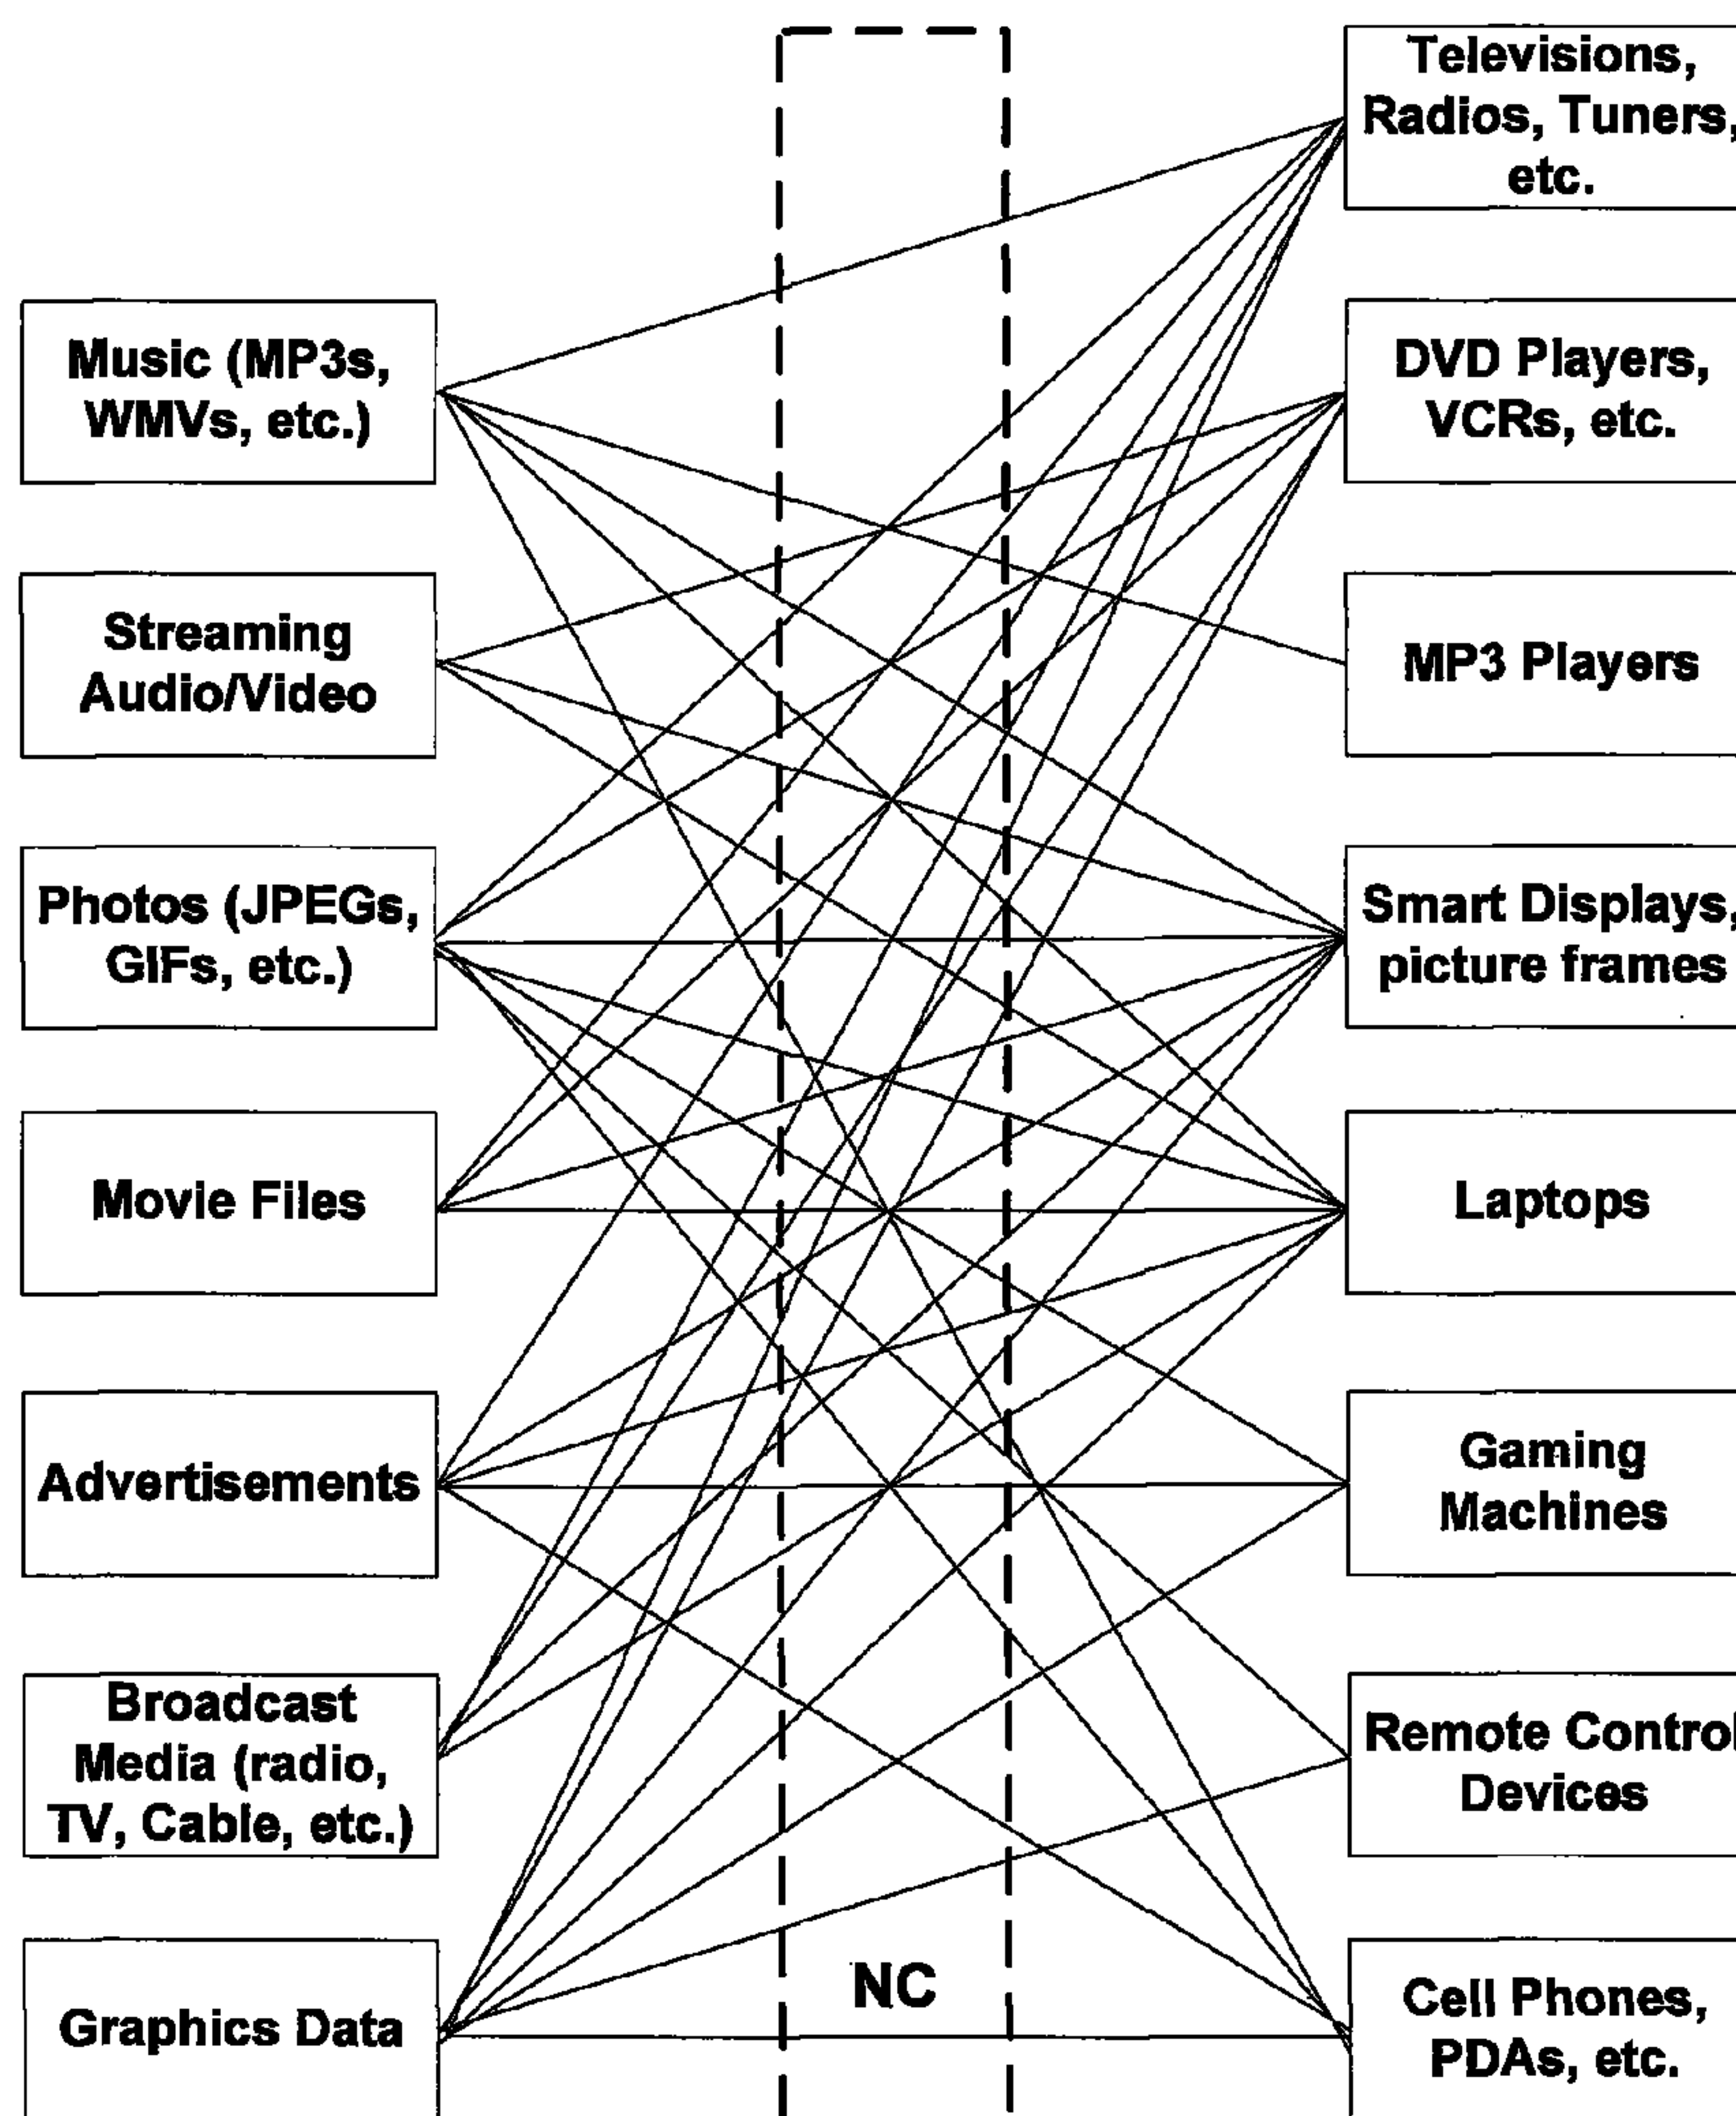 Televisions,
Radios, Tuners,
etc.
Music (MP3s,
WMVs, etc.)
DVD Players,
VCRs, etc.
Streaming
Audio/Video
MP3 Players
Photos (JPEGs,
GIFs, etc.)
Smart Displays,
picture frames
Movie Files
Laptops
Advertisements
Gaming
Machines
Broadcast
Media (radio,
TV, Cable, etc.)
Remote Control
Devices
Graphics Data
NC
Cell Phones,
PDAs, etc.